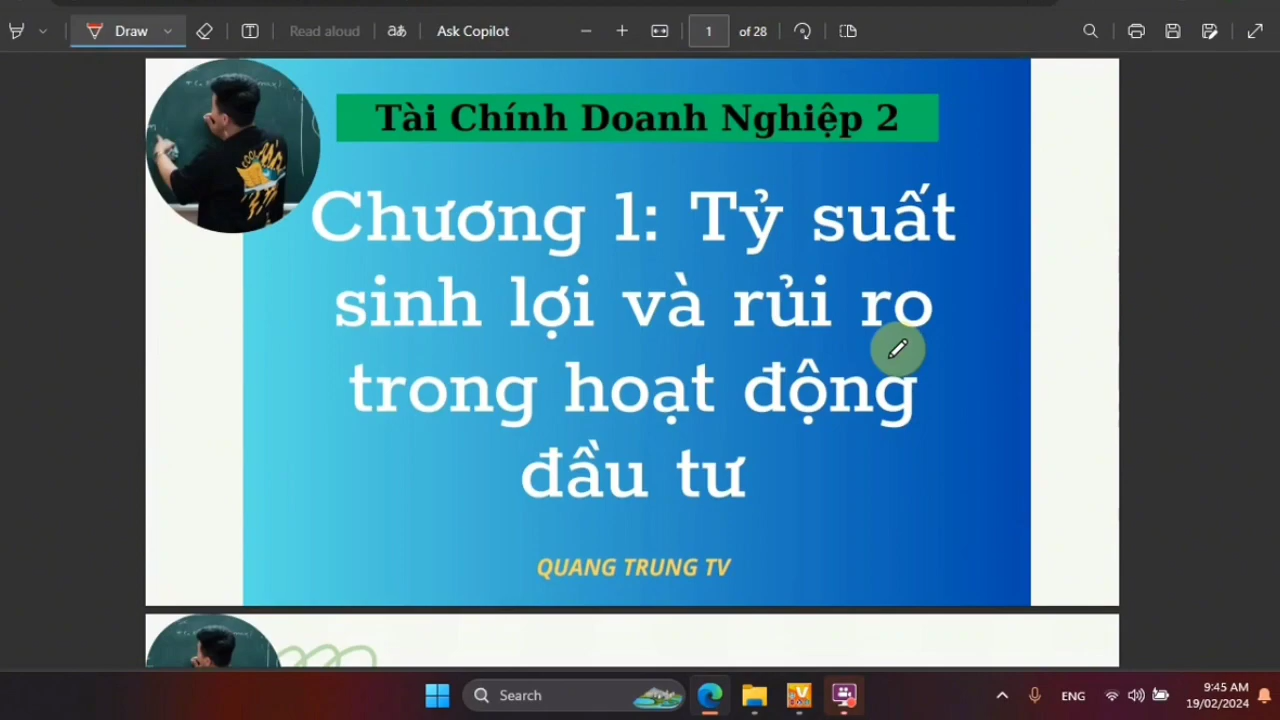 Draw
Read aloud
aあ
Ask Copilot
1
of 28
Tài Chính Doanh Nghiệp 2
Chương 1: Tỷ suất
sinh lợi và rủi ro
trong hoạt động
đầu tư
QUANG TRUNG TV
Search
ENG
9:45 AM
19/02/2024